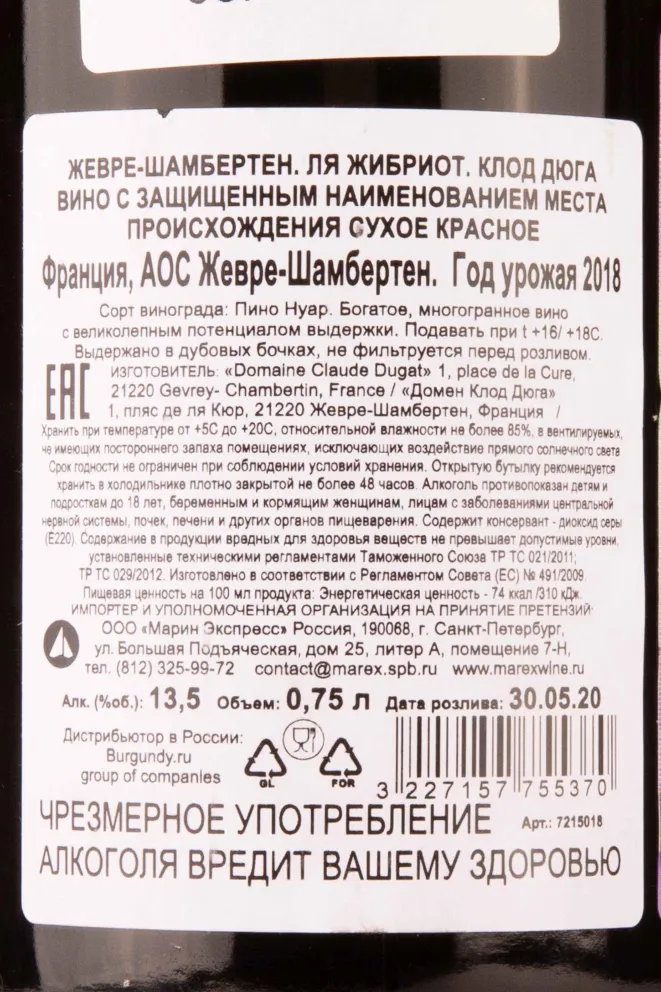 ЖЕВРЕ-ШАМБЕРТЕН. ЛЯ ЖИБРИОТ. КЛОД ДЮГА
ВИНО С ЗАЩИЩЕННЫМ НАИМЕНОВАНИЕМ МЕСТА
ПРОИСХОЖДЕНИЯ СУХОЕ КРАСНОЕ
Франция, АОС Жевре-Шамбертен. Год урожая 2018
Сорт винограда: Пино Нуар. Богатое, многогранное вино
с великолепным потенциалом выдержки. Подавать при t +16/ +18С.
Выдержано в дубовых бочках, не фильтруется перед розливом.
ЕАС
ИЗГОТОВИТЕЛЬ: «Domaine Claude Dugat» 1, place de la Cure,
21220 Gevrey- Chambertin, France / «Домен Клод Дюга»
1, пляс де ля Кюр, 21220 Жевре-Шамбертен, Франция /
Хранить при температуре от +5С до +20С, относительной влажности не более 85%, в вентилируемых,
не имеющих постороннего запаха помещениях, исключающих воздействие прямого солнечного света
Срок годности не ограничен при соблюдении условий хранения. Открытую бутылку рекомендуется
хранить в холодильнике плотно закрытой не более 48 часов. Алкоголь противопоказан детям и
подросткам до 18 лет, беременным и кормящим женщинам, лицам с заболеваниями центральной
нервной системы, почек, печени и других органов пищеварения. Содержит консервант - диоксид серы
(Е220). Содержание в продукции вредных для здоровья веществ не превышает допустимые уровни,
установленные техническими регламентами Таможенного Союза ТР ТС 021/2011;
ТР ТС 029/2012. Изготовлено в соответствии с Регламентом Совета (ЕС) № 491/2009.
Пищевая ценность на 100 мл продукта: Энергетическая ценность - 74 ккал /310 кДж.
ИМПОРТЕР И УПОЛНОМОЧЕННАЯ ОРГАНИЗАЦИЯ НА ПРИНЯТИЕ ПРЕТЕНЗИЙ:
ООО «Марин Экспресс» Россия, 190068, г. Санкт-Петербург,
ул. Большая Подъяческая, дом 25, литер А, помещение 7-Н,
тел. (812) 325-99-72 contact@marex.spb.ru www.marexwine.ru
Алк. (%об.): 13,5 Объем: 0,75 л Дата розлива: 30.05.20
Дистрибьютор в России:
Burgundy.ru
group of companies
GL
FOR
3 227157 755370
Арт.: 7215018
ЧРЕЗМЕРНОЕ УПОТРЕБЛЕНИЕ
АЛКОГОЛЯ ВРЕДИТ ВАШЕМУ ЗДОРОВЬЮ